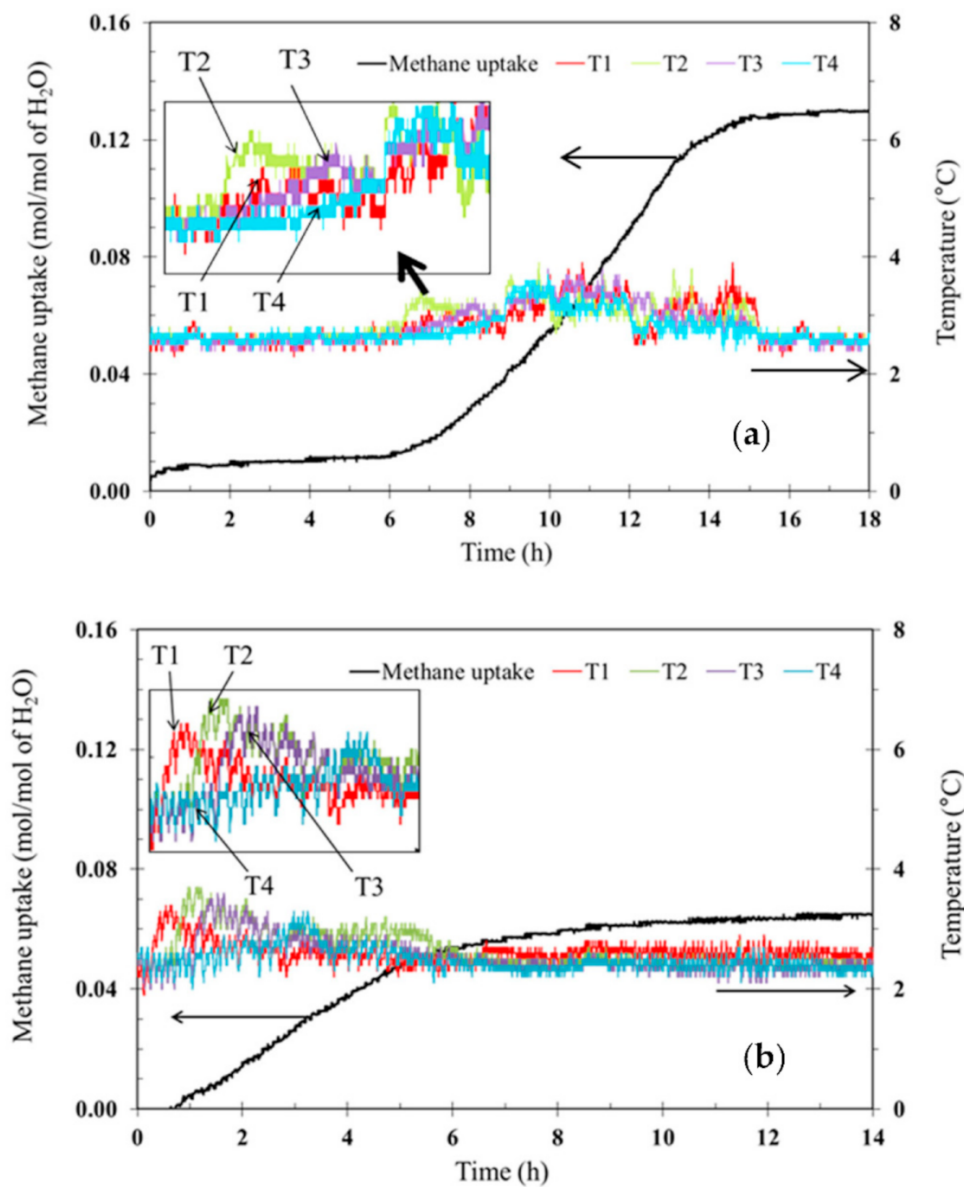 Methane uptake (mol/mol of H₂O)
0.16
0.12
0.08
0.04
0.00
T2
T3
T1
T4
Methane uptake T1 T2 T3 T4
8
6
4
2
0
Temperature (°C)
(a)
0 2 4 6 8 10 12 14 16 18
Time (h)
Methane uptake (mol/mol of H₂O)
0.16
0.12
0.08
0.04
0.00
T1
T2
T4
T3
Methane uptake T1 T2 T3 T4
8
6
4
2
0
Temperature (°C)
(b)
0 2 4 6 8 10 12 14
Time (h)